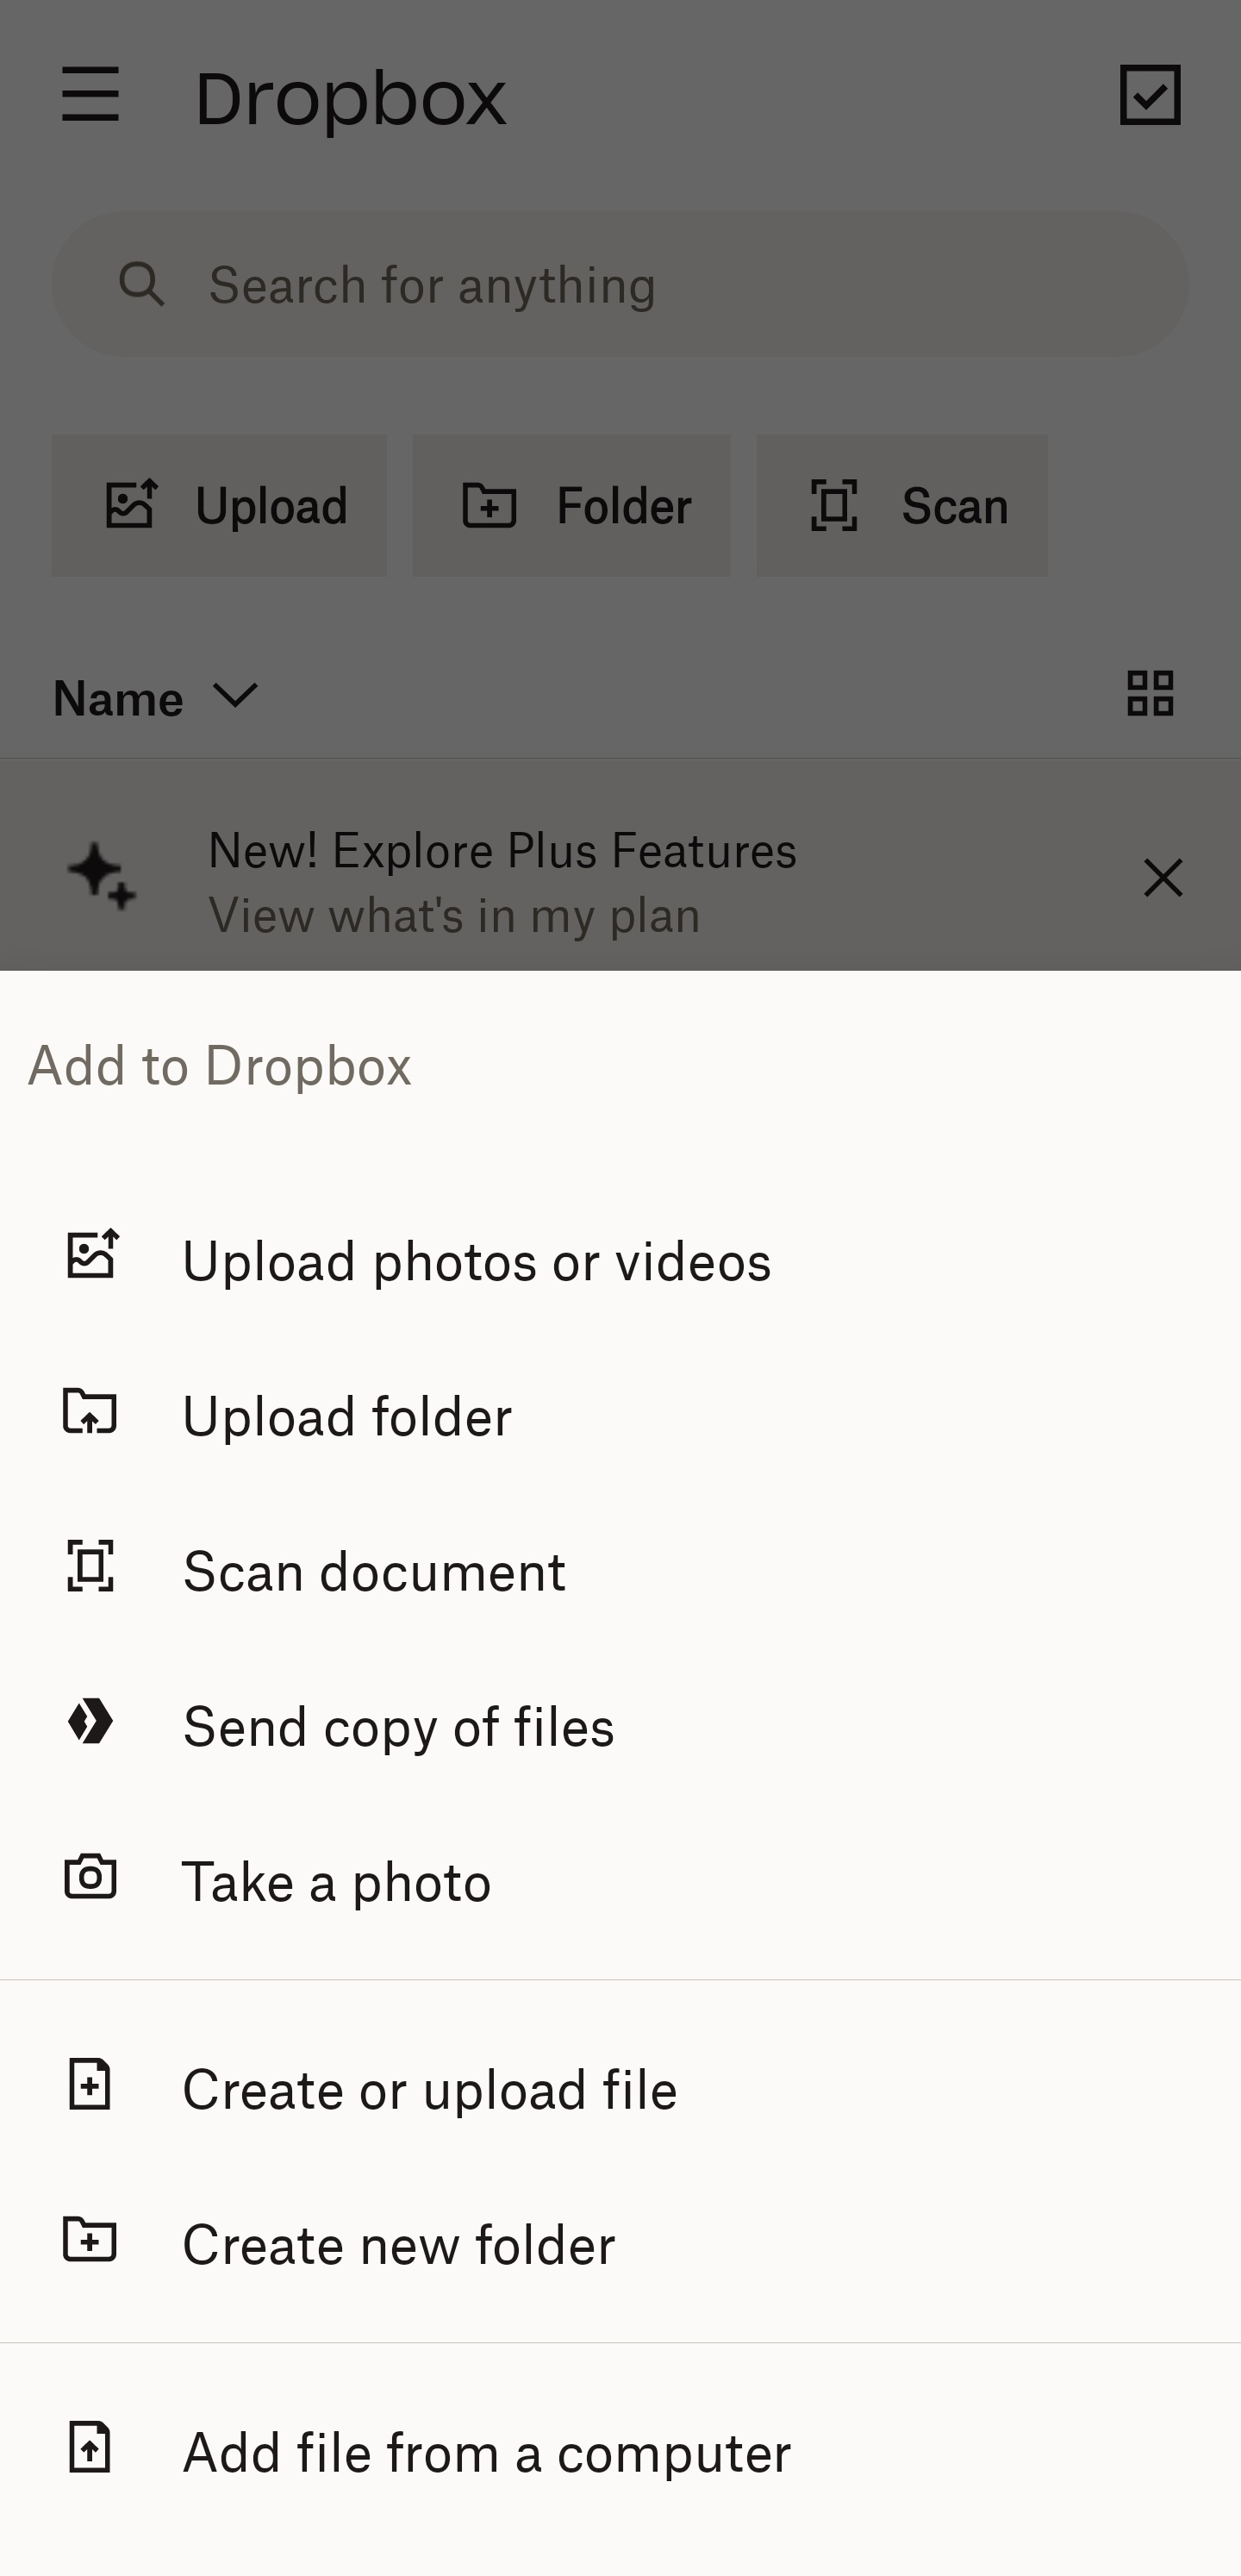 Dropbox
Search for anything
Upload
Folder
Scan
Name
New! Explore Plus Features
View what's in my plan
Add to Dropbox
Upload photos or videos
Upload folder
Scan document
Send copy of files
Take a photo
Create or upload file
Create new folder
Add file from a computer